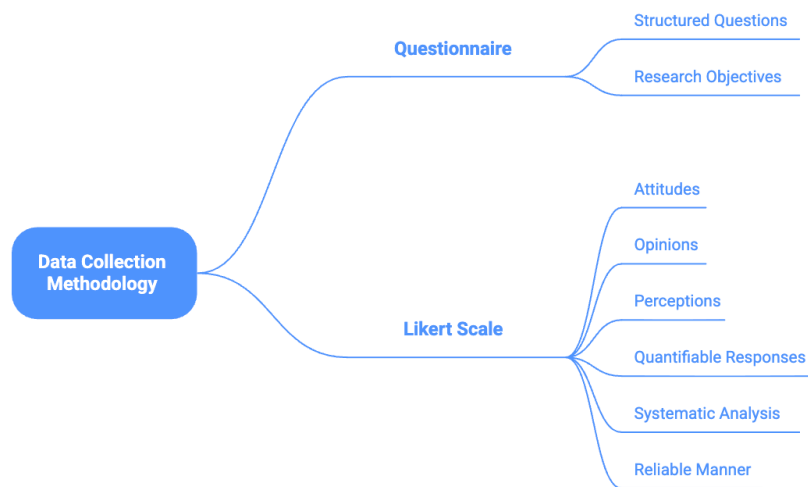 Data Collection
Methodology
Questionnaire
Structured Questions
Research Objectives
Likert Scale
Attitudes
Opinions
Perceptions
Quantifiable Responses
Systematic Analysis
Reliable Manner